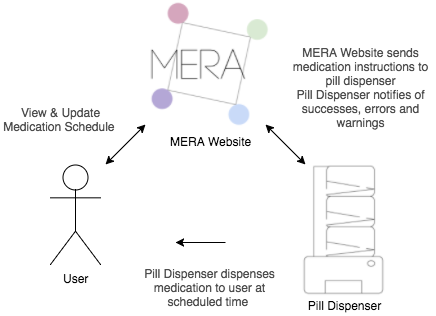 MERA
MERA Website sends
medication instructions to
pill dispenser
Pill Dispenser notifies of
successes, errors and
warnings
View & Update
Medication Schedule
MERA Website
User
Pill Dispenser dispenses
medication to user at
scheduled time
Pill Dispenser